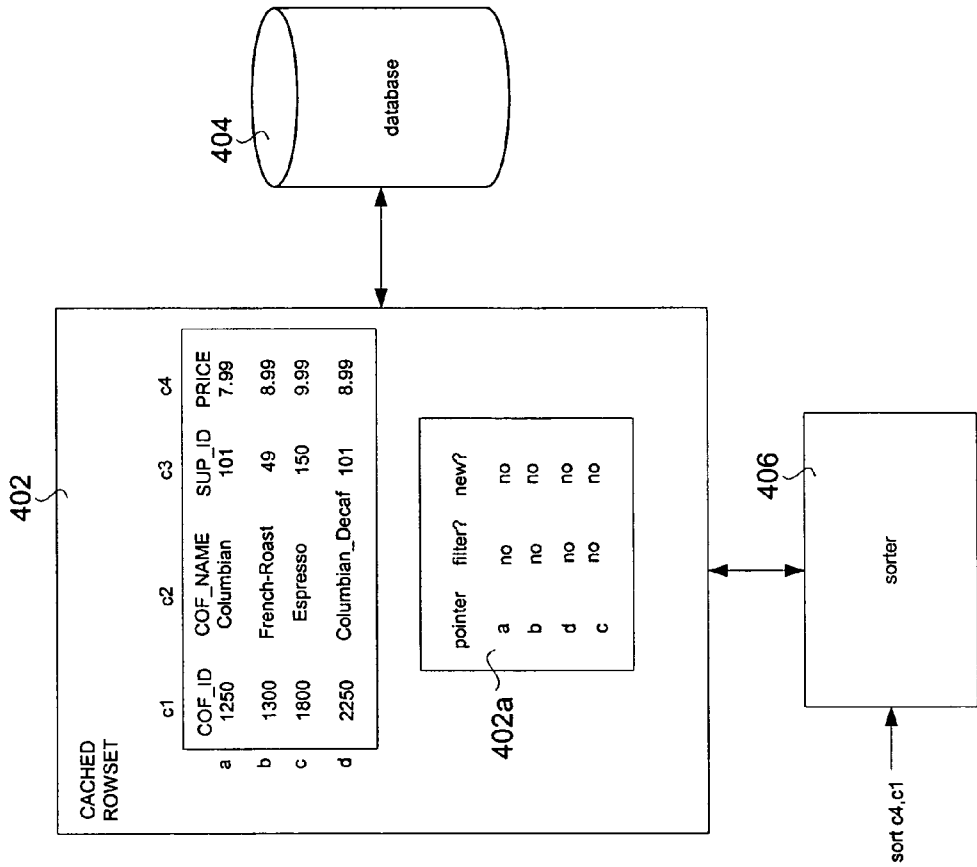 402
CACHED
ROWSET
c1 c2 c3 c4
COF_ID COF_NAME SUP_ID PRICE
a 1250 Columbian 101 7.99
b 1300 French-Roast 49 8.99
c 1800 Espresso 150 9.99
d 2250 Columbian_Decaf 101 8.99
402a
pointer filter? new?
a no no
b no no
d no no
c no no
404
database
406
sorter
sort c4,c1